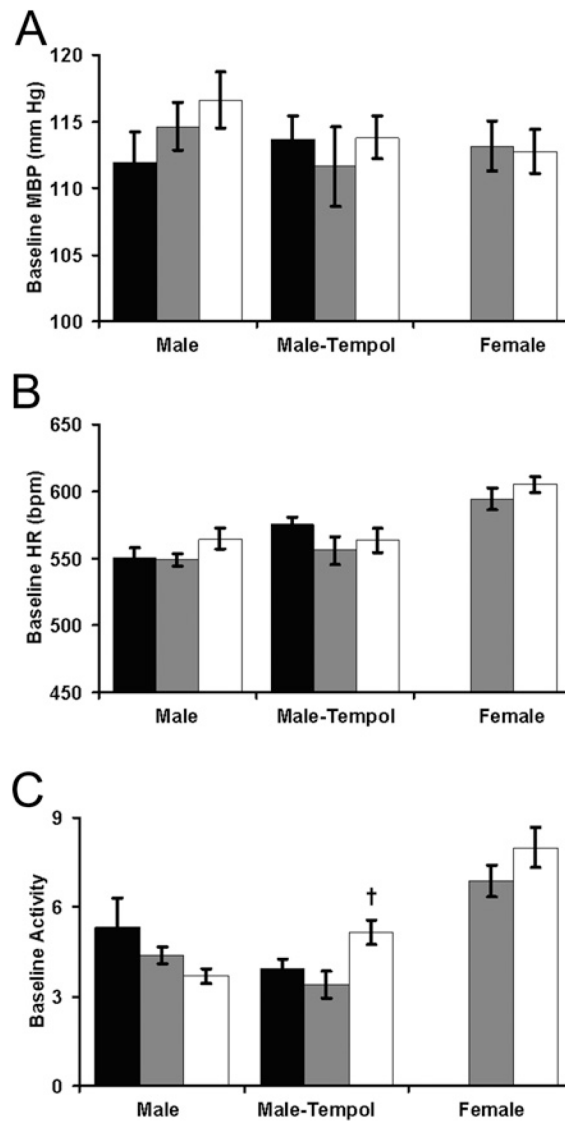 A
Baseline MBP (mm Hg)
120
115
110
105
100
Male Male-Tempol Female
B
Baseline HR (bpm)
650
600
550
500
450
Male Male-Tempol Female
C
Baseline Activity
9
6
3
0
†
Male Male-Tempol Female